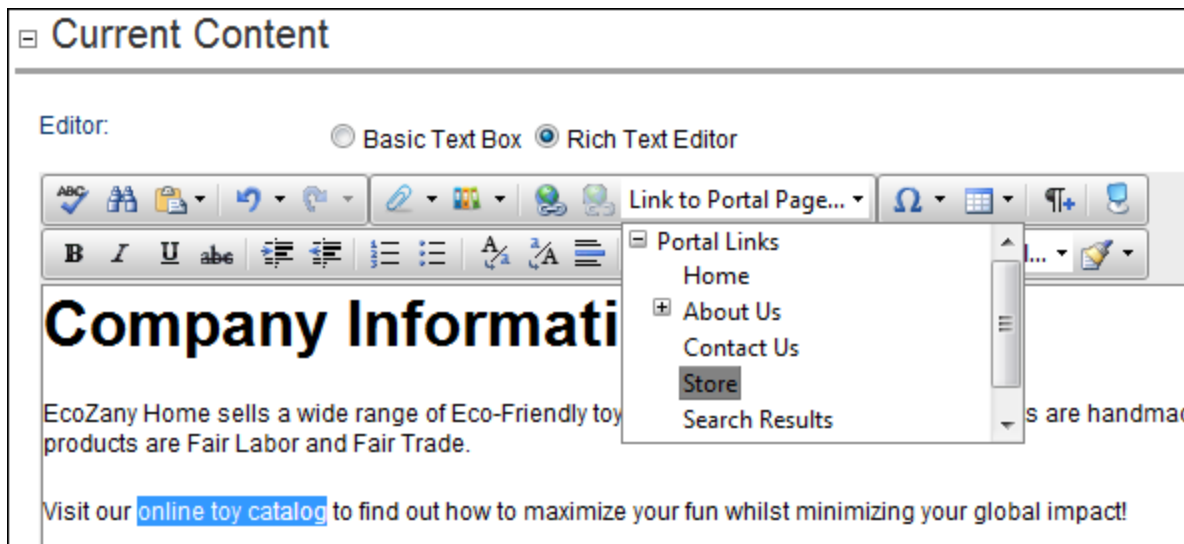 Current Content
Editor:
Basic Text Box Rich Text Editor
ABC Link to Portal Page...
B I U abc l...
Portal Links
Home
About Us
Contact Us
Store
Search Results
Company Informati
EcoZany Home sells a wide range of Eco-Friendly toy s are handmad
products are Fair Labor and Fair Trade.
Visit our online toy catalog to find out how to maximize your fun whilst minimizing your global impact!